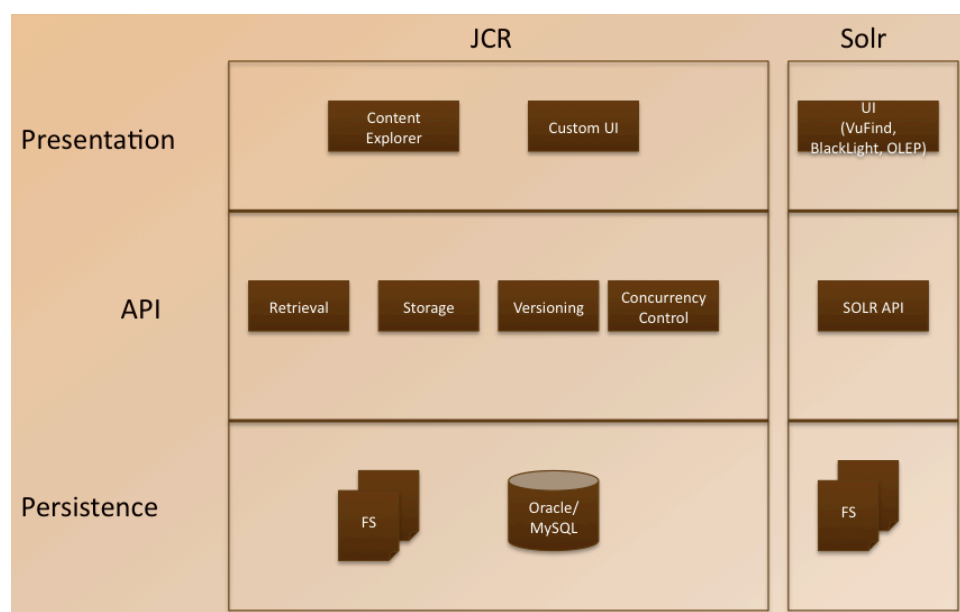 JCR
Solr
Presentation
Content
Explorer
Custom UI
UI
(VuFind,
BlackLight, OLEP)
API
Retrieval
Storage
Versioning
Concurrency
Control
SOLR API
Persistence
FS
Oracle/
MySQL
FS